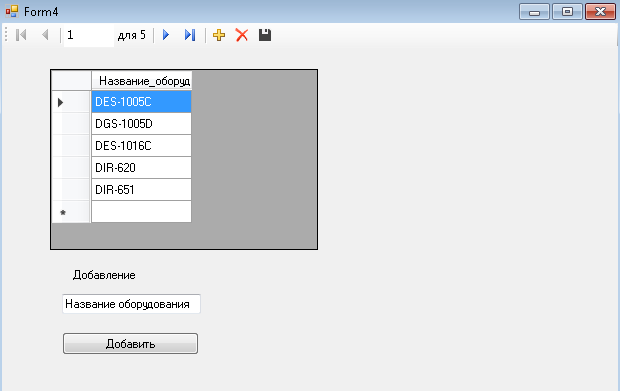 Form4
1 для 5
Название_оборуд
DES-1005C
DGS-1005D
DES-1016C
DIR-620
DIR-651
Добавление
Название оборудования
Добавить